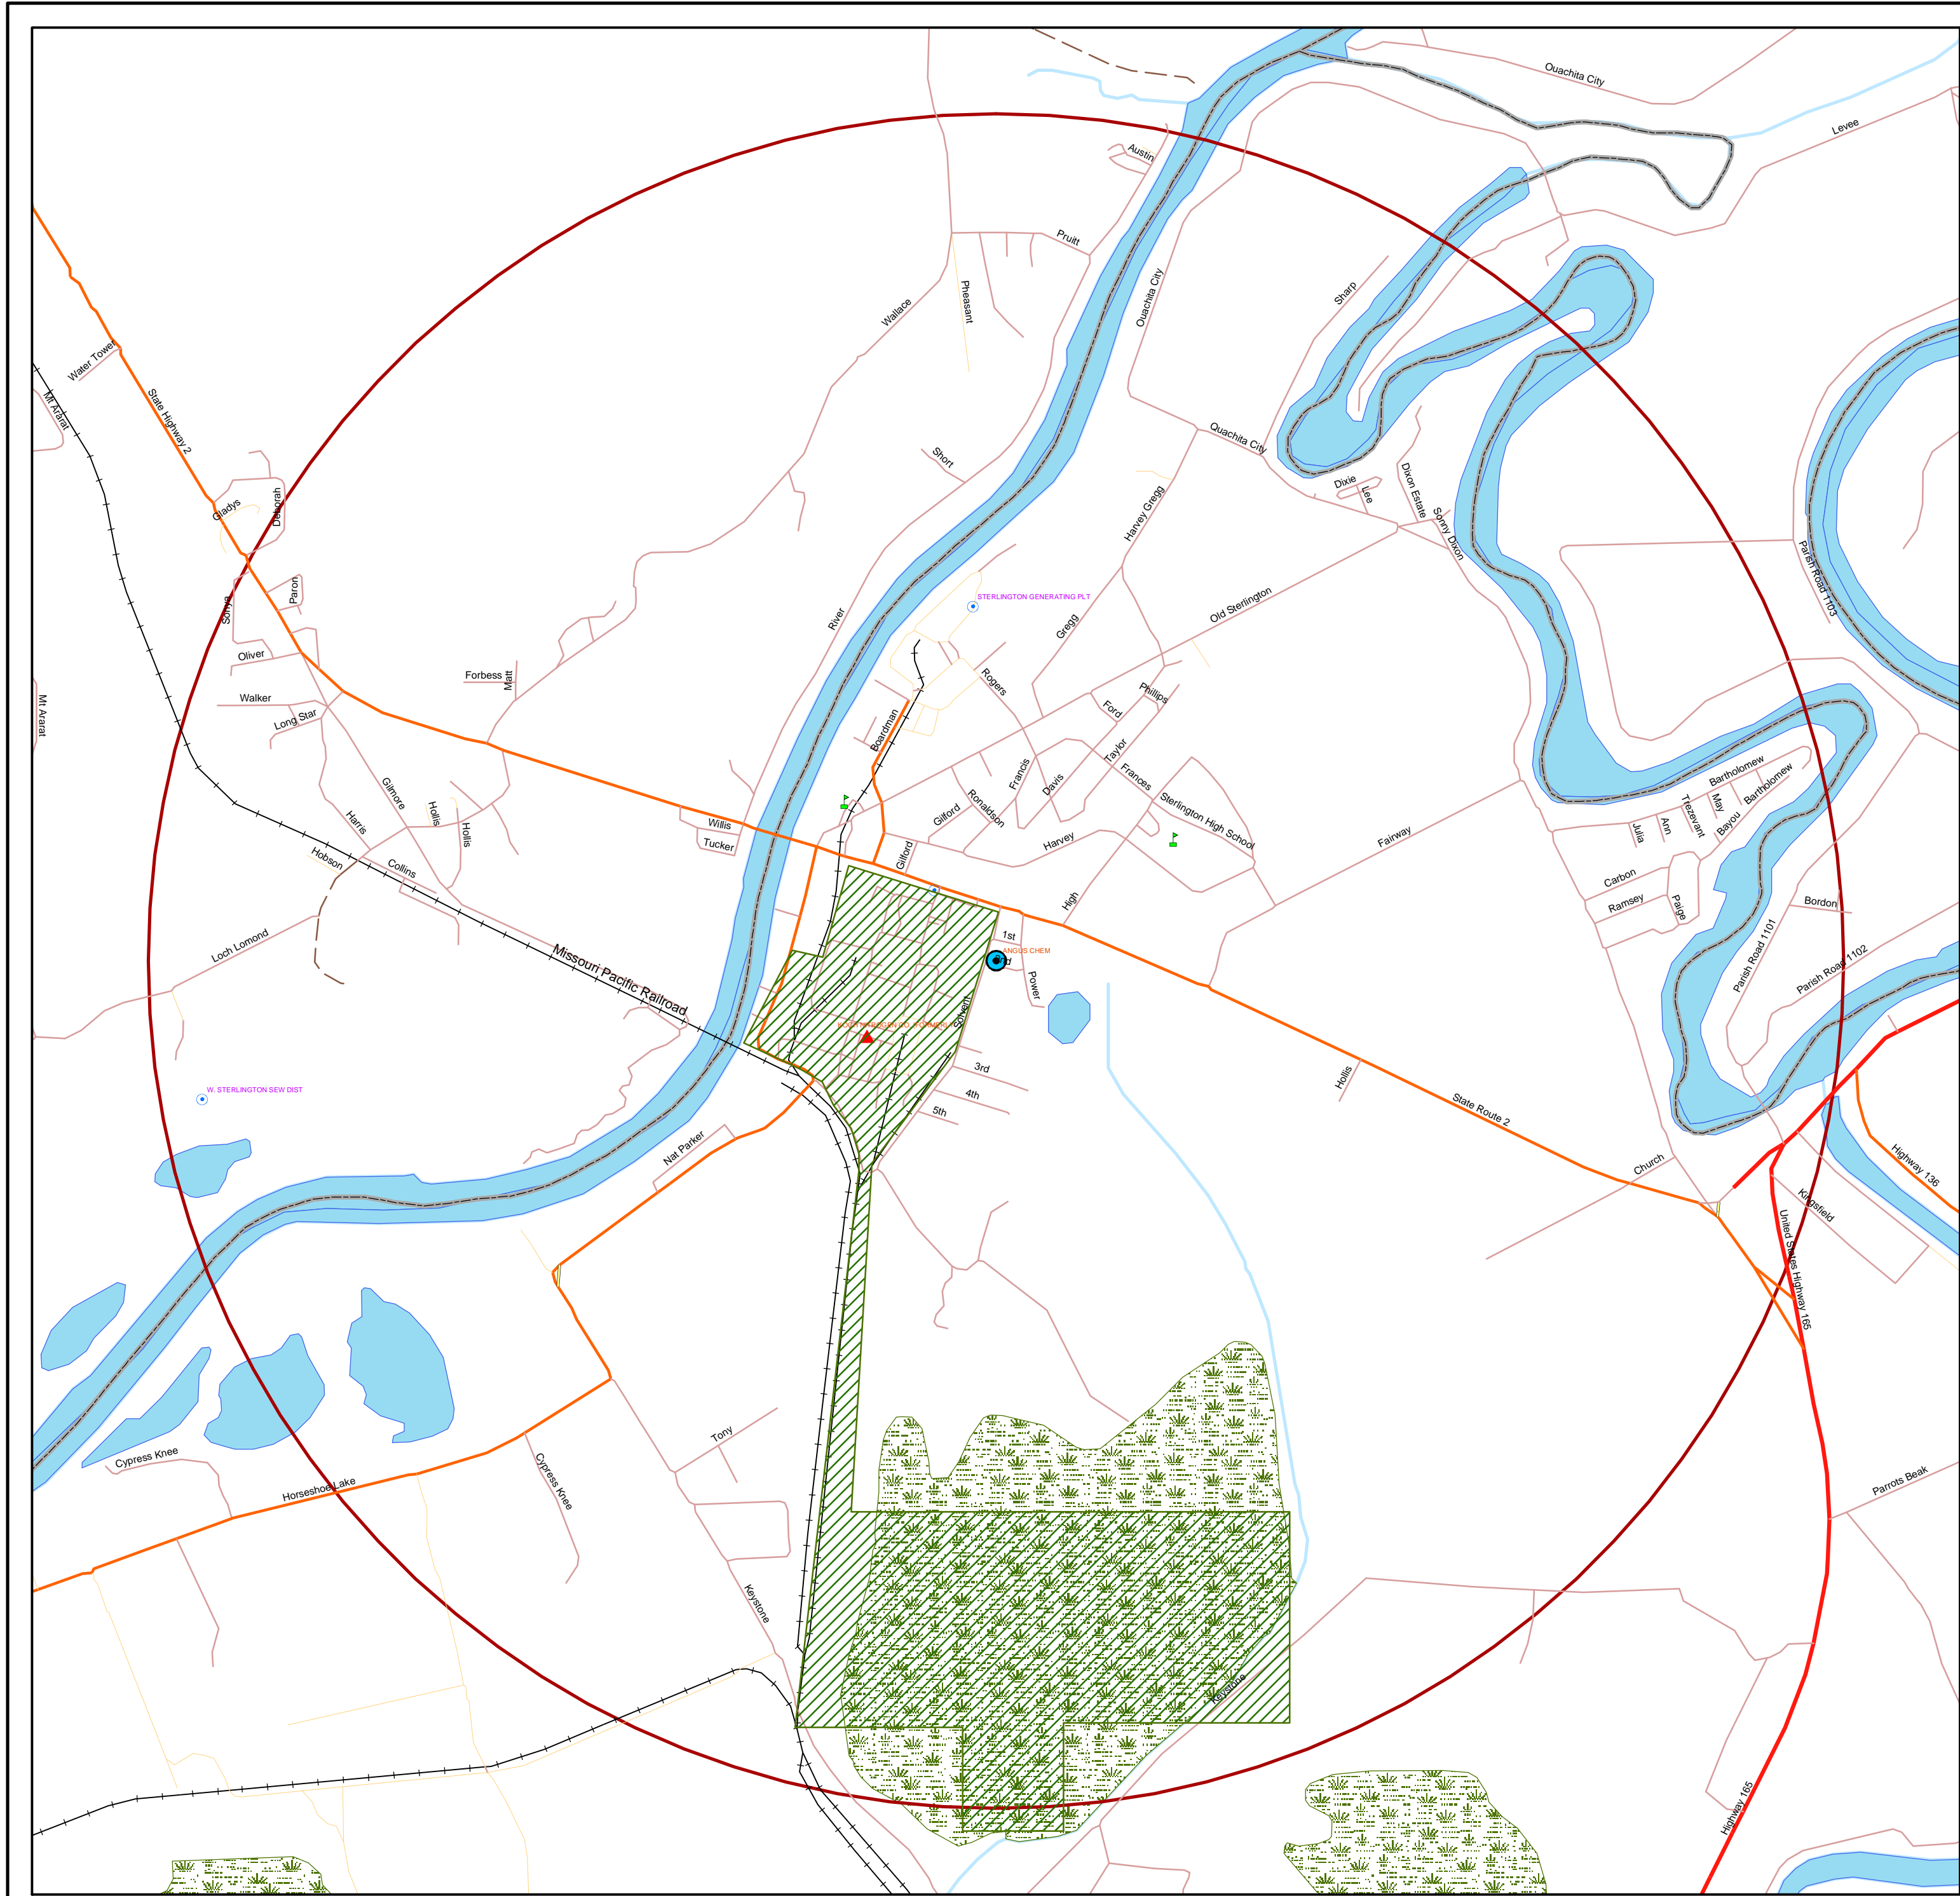 Ouachita City
Levee
Austin
Pruitt
Ouachita City
Sharp
Pheasant
Wallace
Water Tower
Mt Ararat
State Highway 2
Quachita City
Short
Dixie
Lee
Dixon Estate
Sonny Dixon
Harvey Gregg
Gladys
Deborah
Parish Road 1103
Sonya
Paron
River
STERLINGTON GENERATING PLT
Old Sterlington
Gregg
Oliver
Forbess
Matt
Walker
Long Star
Mt Ararat
Rogers
Phillips
Ford
Boardman
Taylor
Francis
Davis
Frances
Bartholomew
Bartholomew
Gilmore
Ronaldson
Gilford
Sterlington High School
Trezevant
May
Bayou
Harris
Hollis
Hollis
Willis
Tucker
Harvey
Fairway
Julia
Ann
Hobson
Collins
Gilford
High
Carbon
Ramsey
Paige
Bordon
Loch Lomond
1st
ANGUS CHEM
2nd
Power
Missouri Pacific Railroad
Parish Road 1101
Parish Road 1102
Solvent
W. STERLINGTON SEW DIST
3rd
4th
5th
Hollis
State Route 2
Nat Parker
Church
Highway 136
Kingsfield
United States Highway 165
Tony
Cypress Knee
Horseshoe Lake
Cypress Knee
Parrots Beak
Keystone
Keystone
Highway 165